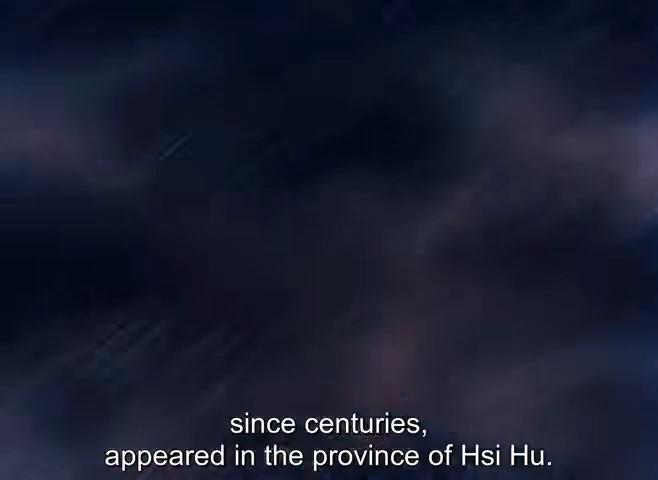 since centuries,
appeared in the province of Hsi Hu.